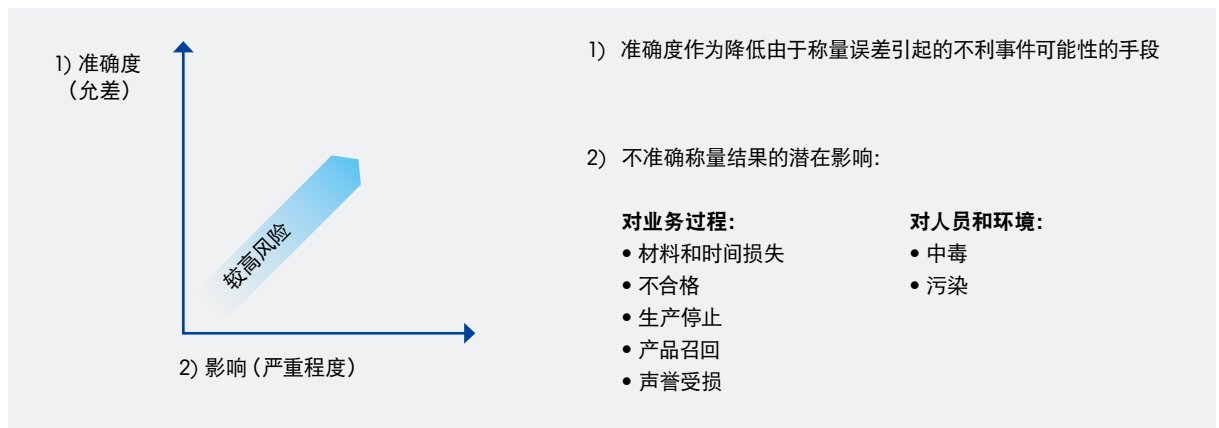 1) 准确度
（允差）
较高风险
2) 影响（严重程度）
1) 准确度作为降低由于称量误差引起的不利事件可能性的手段
2) 不准确称量结果的潜在影响：
对业务过程：
• 材料和时间损失
• 不合格
• 生产停止
• 产品召回
• 声誉受损
对人员和环境：
• 中毒
• 污染